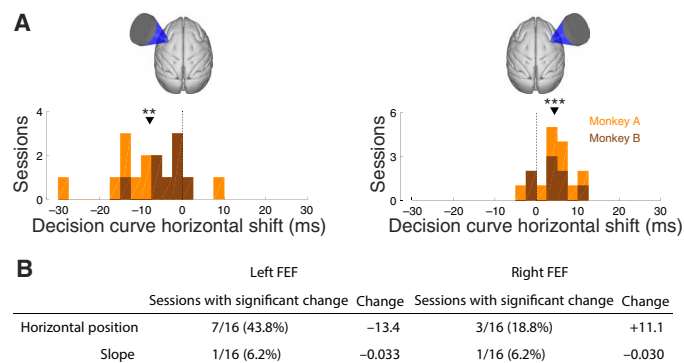 A
**
***
4
2
0
Sessions
−30 −20 −10 0 10 20 30
Decision curve horizontal shift (ms)
6
3
0
Sessions
Monkey A
Monkey B
−30 −20 −10 0 10 20 30
Decision curve horizontal shift (ms)
B
Left FEF Right FEF
Sessions with significant change Change Sessions with significant change Change
Horizontal position 7/16 (43.8%) −13.4 3/16 (18.8%) +11.1
Slope 1/16 (6.2%) −0.033 1/16 (6.2%) −0.030